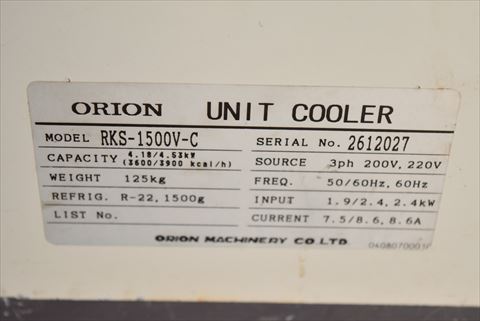 ORION UNIT COOLER
MODEL RKS-1500V-C
CAPACITY 4.18/4.53kW
(3600/3900 kcal/h)
WEIGHT 125kg
REFRIG. R-22, 1500g
LIST No.
SERIAL No. 2612027
SOURCE 3ph 200V, 220V
FREQ. 50/60Hz, 60Hz
INPUT 1.9/2.4, 2.4kW
CURRENT 7.5/8.6, 8.6A
ORION MACHINERY CO.,LTD.